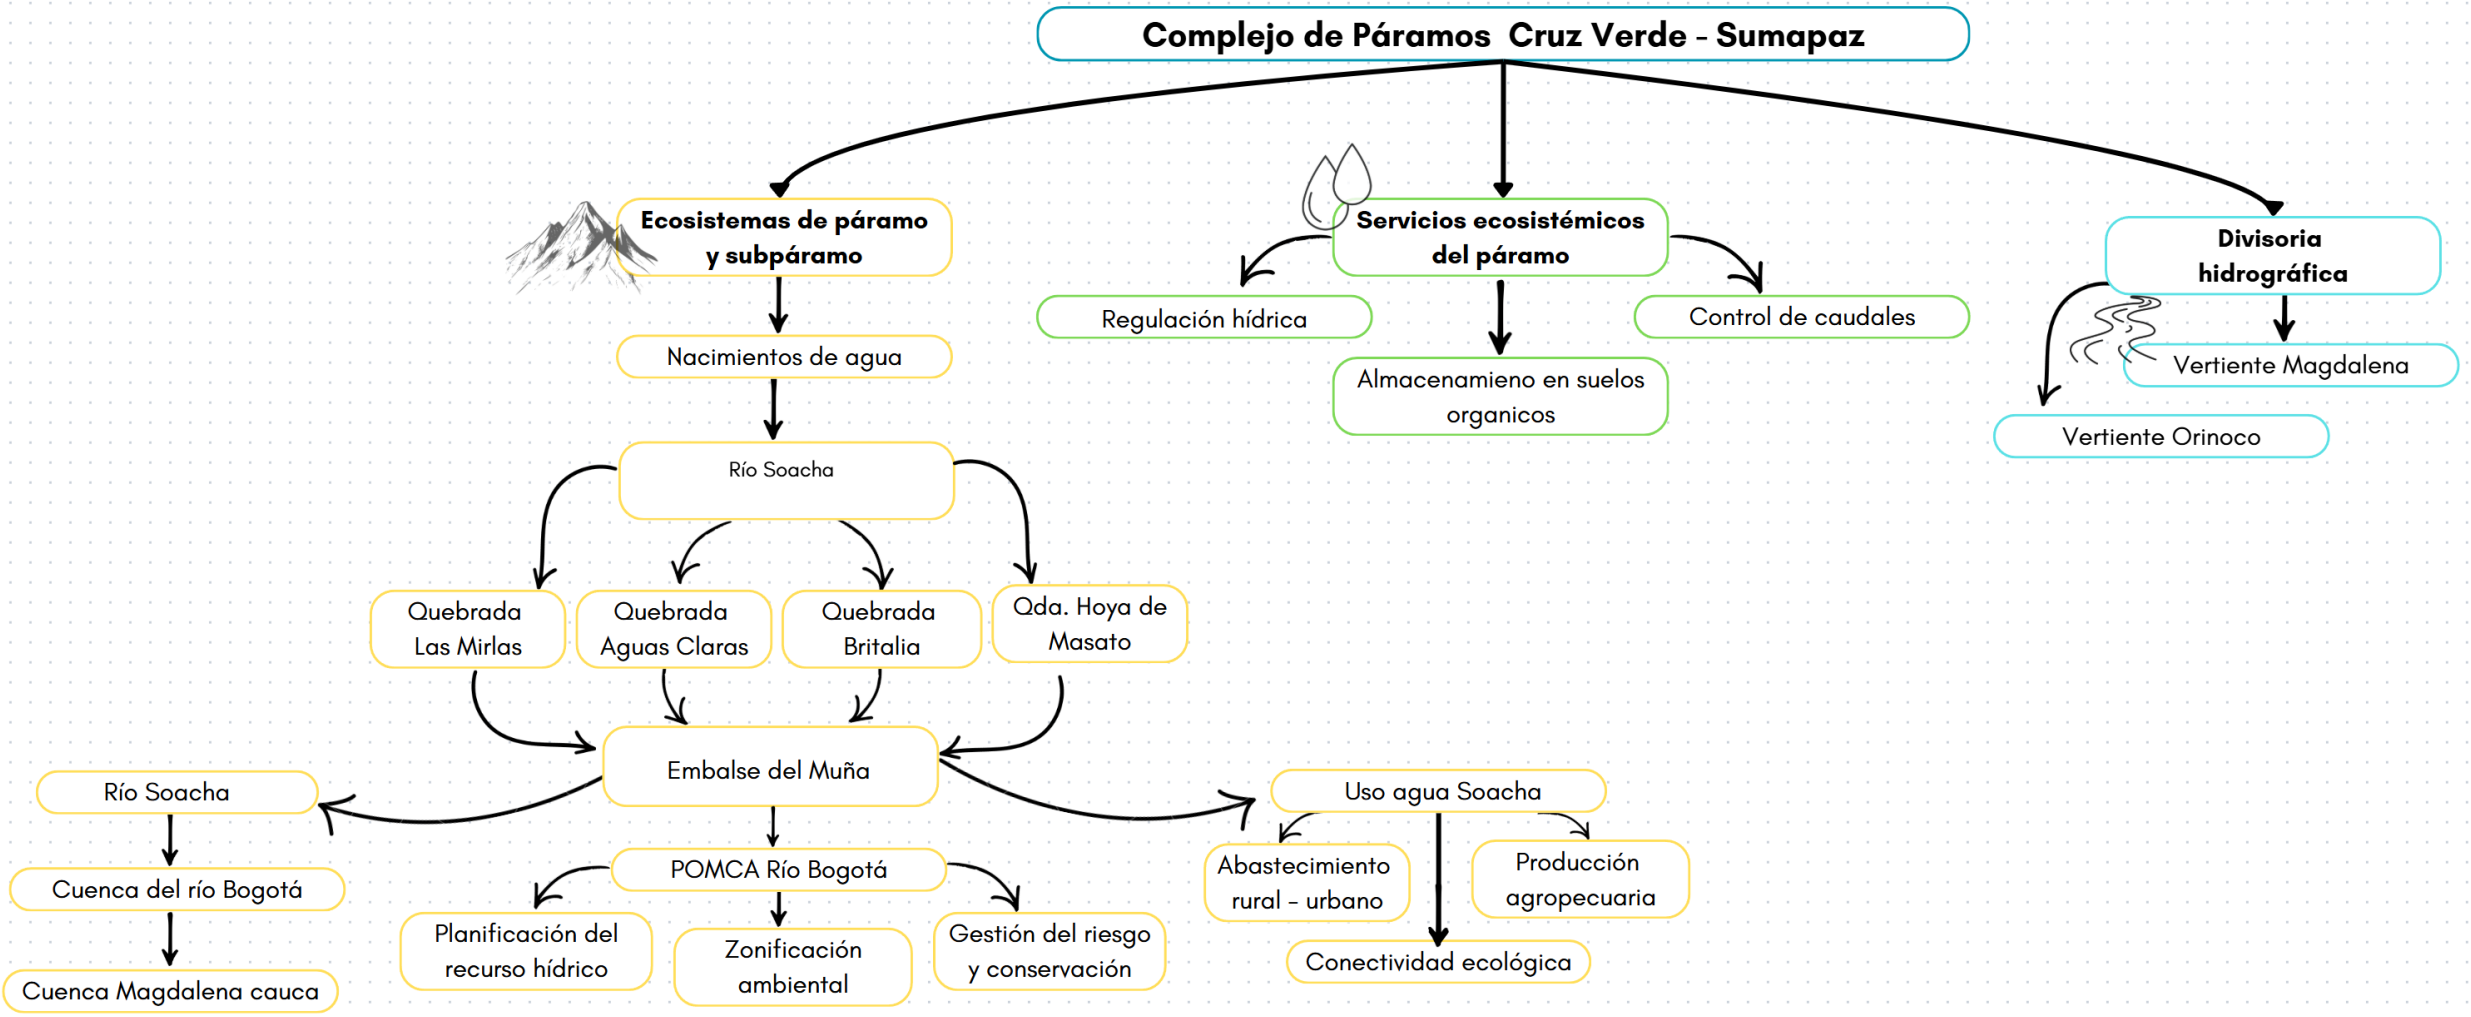 Complejo de Páramos Cruz Verde - Sumapaz
Ecosistemas de páramo
y subpáramo
Servicios ecosistémicos
del páramo
Divisoria
hidrográfica
Regulación hídrica
Control de caudales
Almacenamieno en suelos
organicos
Vertiente Magdalena
Vertiente Orinoco
Nacimientos de agua
Río Soacha
Quebrada
Las Mirlas
Quebrada
Aguas Claras
Quebrada
Britalia
Qda. Hoya de
Masato
Embalse del Muña
Río Soacha
Cuenca del río Bogotá
Cuenca Magdalena cauca
POMCA Río Bogotá
Planificación del
recurso hídrico
Zonificación
ambiental
Gestión del riesgo
y conservación
Uso agua Soacha
Abastecimiento
rural - urbano
Producción
agropecuaria
Conectividad ecológica